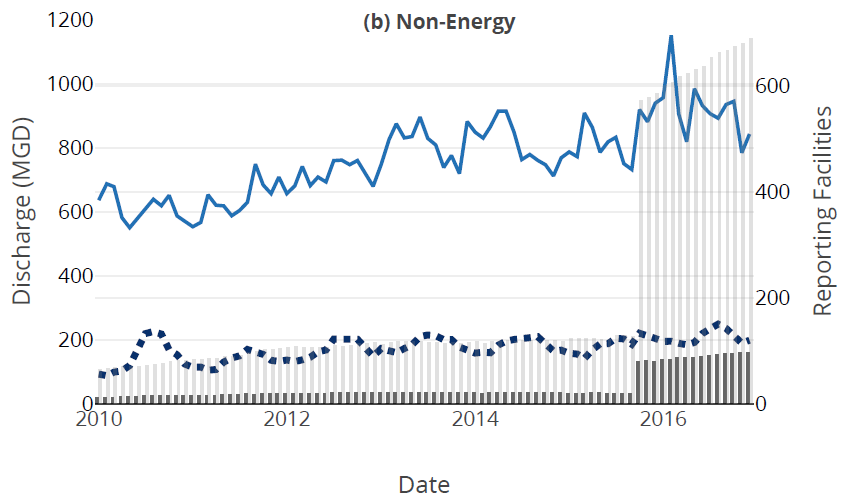 (b) Non-Energy
1200
1000
800
600
400
200
0
Discharge (MGD)
600
400
200
0
Reporting Facilities
2010 2012 2014 2016
Date